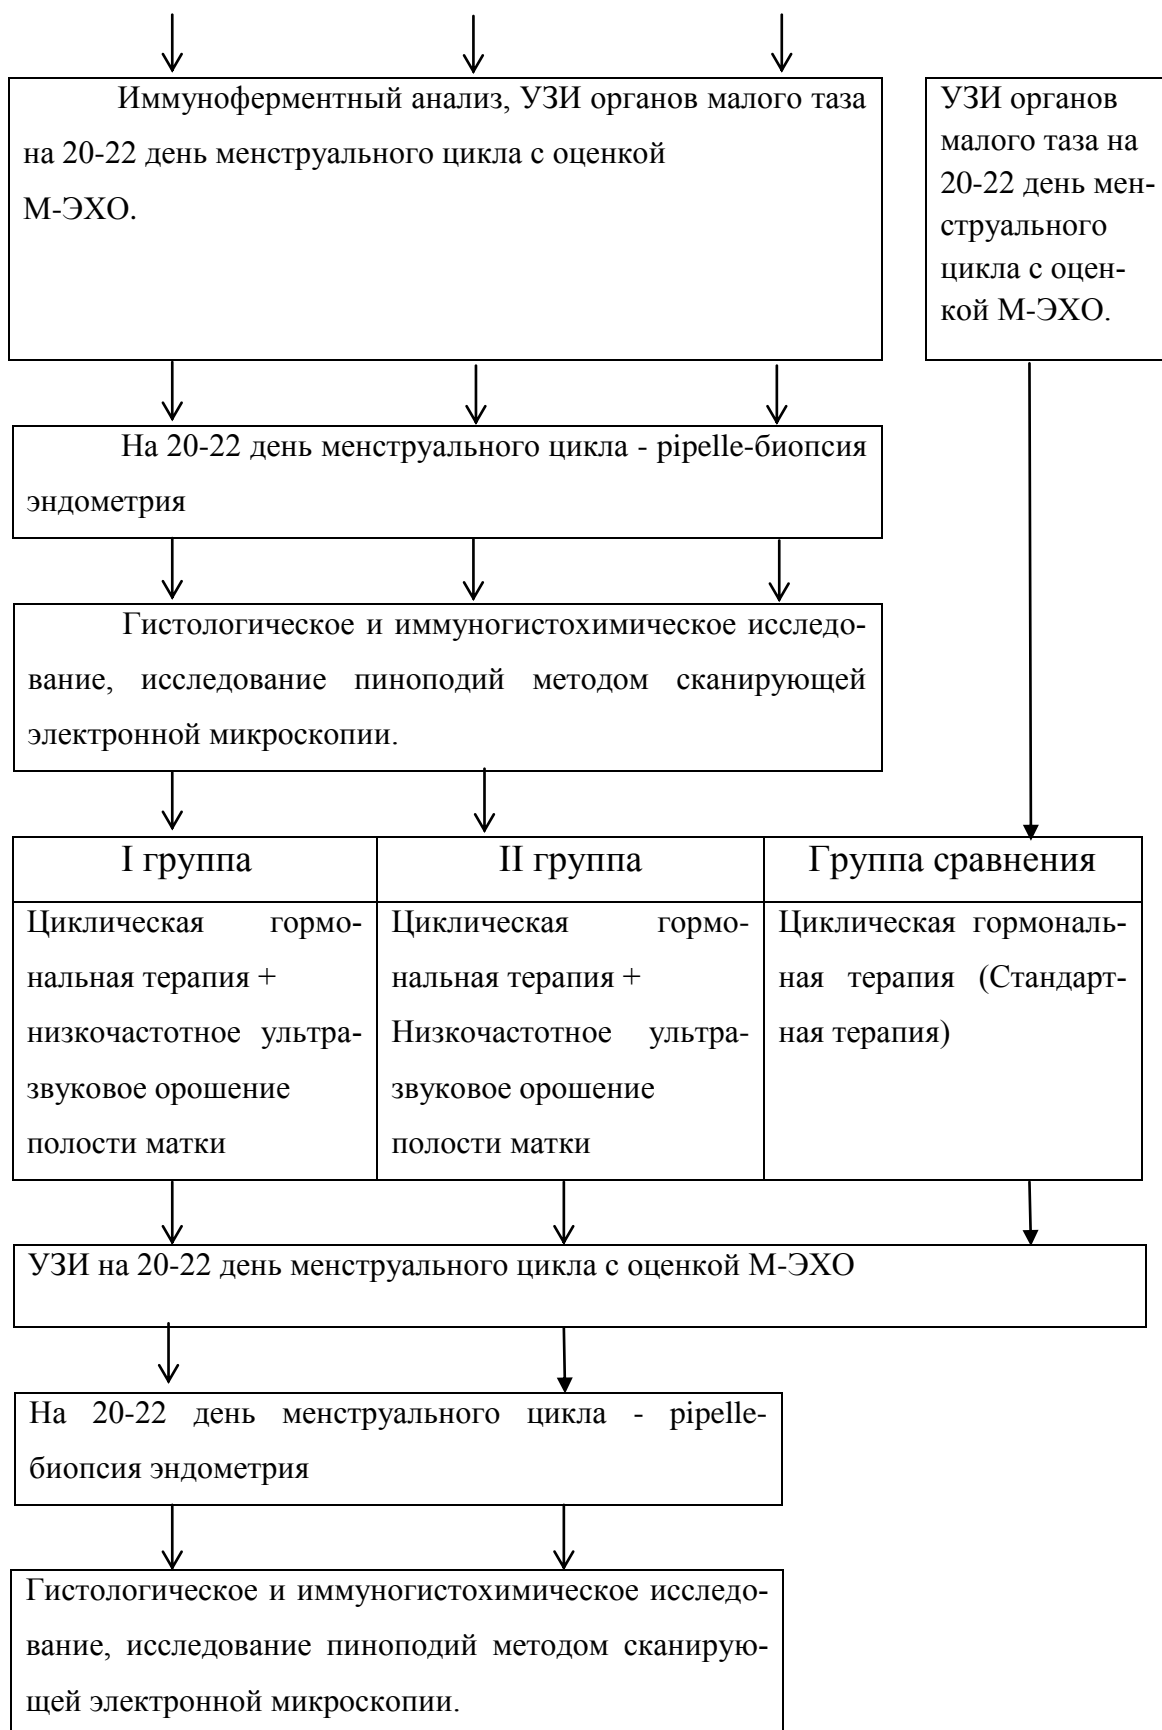 Иммуноферментный анализ, УЗИ органов малого таза
на 20-22 день менструального цикла с оценкой
М-ЭХО.
УЗИ органов
малого таза на
20-22 день мен-
струального
цикла с оцен-
кой М-ЭХО.
На 20-22 день менструального цикла - pipelle-биопсия
эндометрия
Гистологическое и иммуногистохимическое исследо-
вание, исследование пиноподий методом сканирующей
электронной микроскопии.
I группа
II группа
Группа сравнения
Циклическая гормо-
нальная терапия +
низкочастотное ультра-
звуковое орошение
полости матки
Циклическая гормо-
нальная терапия +
Низкочастотное ультра-
звуковое орошение
полости матки
Циклическая гормональ-
ная терапия (Стандарт-
ная терапия)
УЗИ на 20-22 день менструального цикла с оценкой М-ЭХО
На 20-22 день менструального цикла - pipelle-
биопсия эндометрия
Гистологическое и иммуногистохимическое исследо-
вание, исследование пиноподий методом сканирую-
щей электронной микроскопии.